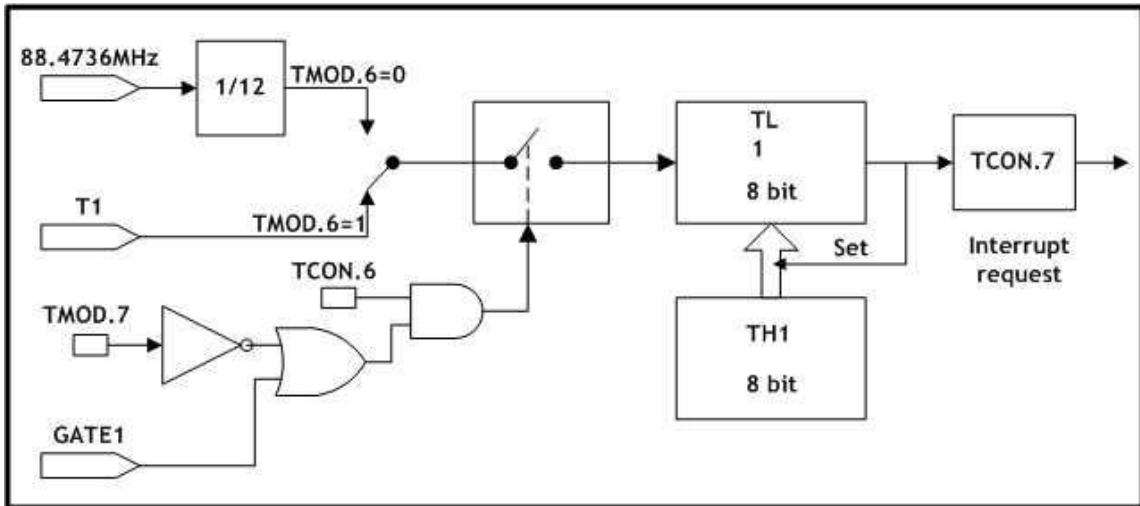 88.4736MHz
1/12
TMOD.6=0
T1
TMOD.6=1
TCON.6
TMOD.7
GATE1
TL
1
8 bit
Set
TH1
8 bit
TCON.7
Interrupt
request